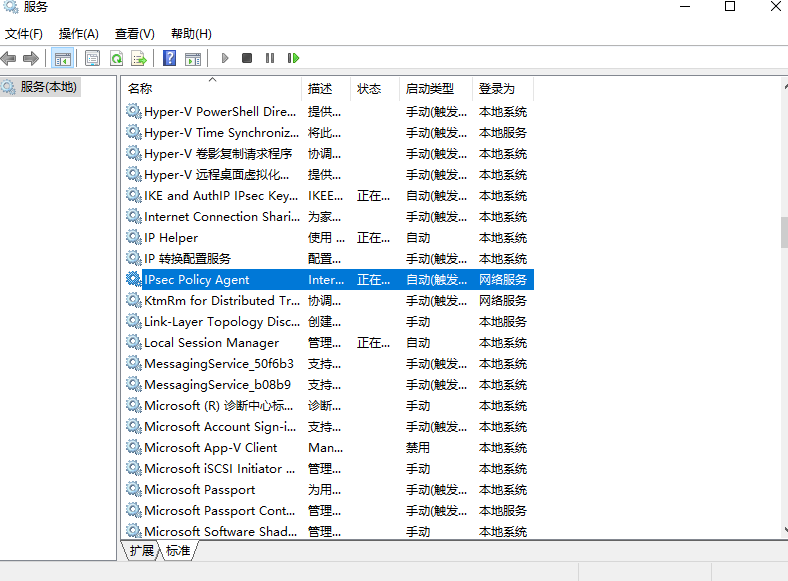 服务
文件(F) 操作(A) 查看(V) 帮助(H)
服务(本地)
名称 描述 状态 启动类型 登录为
Hyper-V PowerShell Dire... 提供... 手动(触发... 本地系统
Hyper-V Time Synchroniz... 将此... 手动(触发... 本地服务
Hyper-V 卷影复制请求程序 协调... 手动(触发... 本地系统
Hyper-V 远程桌面虚拟化... 提供... 手动(触发... 本地系统
IKE and AuthIP IPsec Key... IKEE... 正在... 自动(触发... 本地系统
Internet Connection Shari... 为家... 手动(触发... 本地系统
IP Helper 使用 ... 正在... 自动 本地系统
IP 转换配置服务 配置... 手动(触发... 本地系统
IPsec Policy Agent Inter... 正在... 自动(触发... 网络服务
KtmRm for Distributed Tr... 协调... 手动(触发... 网络服务
Link-Layer Topology Disc... 创建... 手动 本地服务
Local Session Manager 管理... 正在... 自动 本地系统
MessagingService_50f6b3 支持... 手动(触发... 本地系统
MessagingService_b08b9 支持... 手动(触发... 本地系统
Microsoft (R) 诊断中心标... 诊断... 手动 本地系统
Microsoft Account Sign-i... 支持... 手动(触发... 本地系统
Microsoft App-V Client Man... 禁用 本地系统
Microsoft iSCSI Initiator ... 管理... 手动 本地系统
Microsoft Passport 为用... 手动(触发... 本地系统
Microsoft Passport Cont... 管理... 手动(触发... 本地服务
Microsoft Software Shad... 管理... 手动 本地系统
扩展 标准